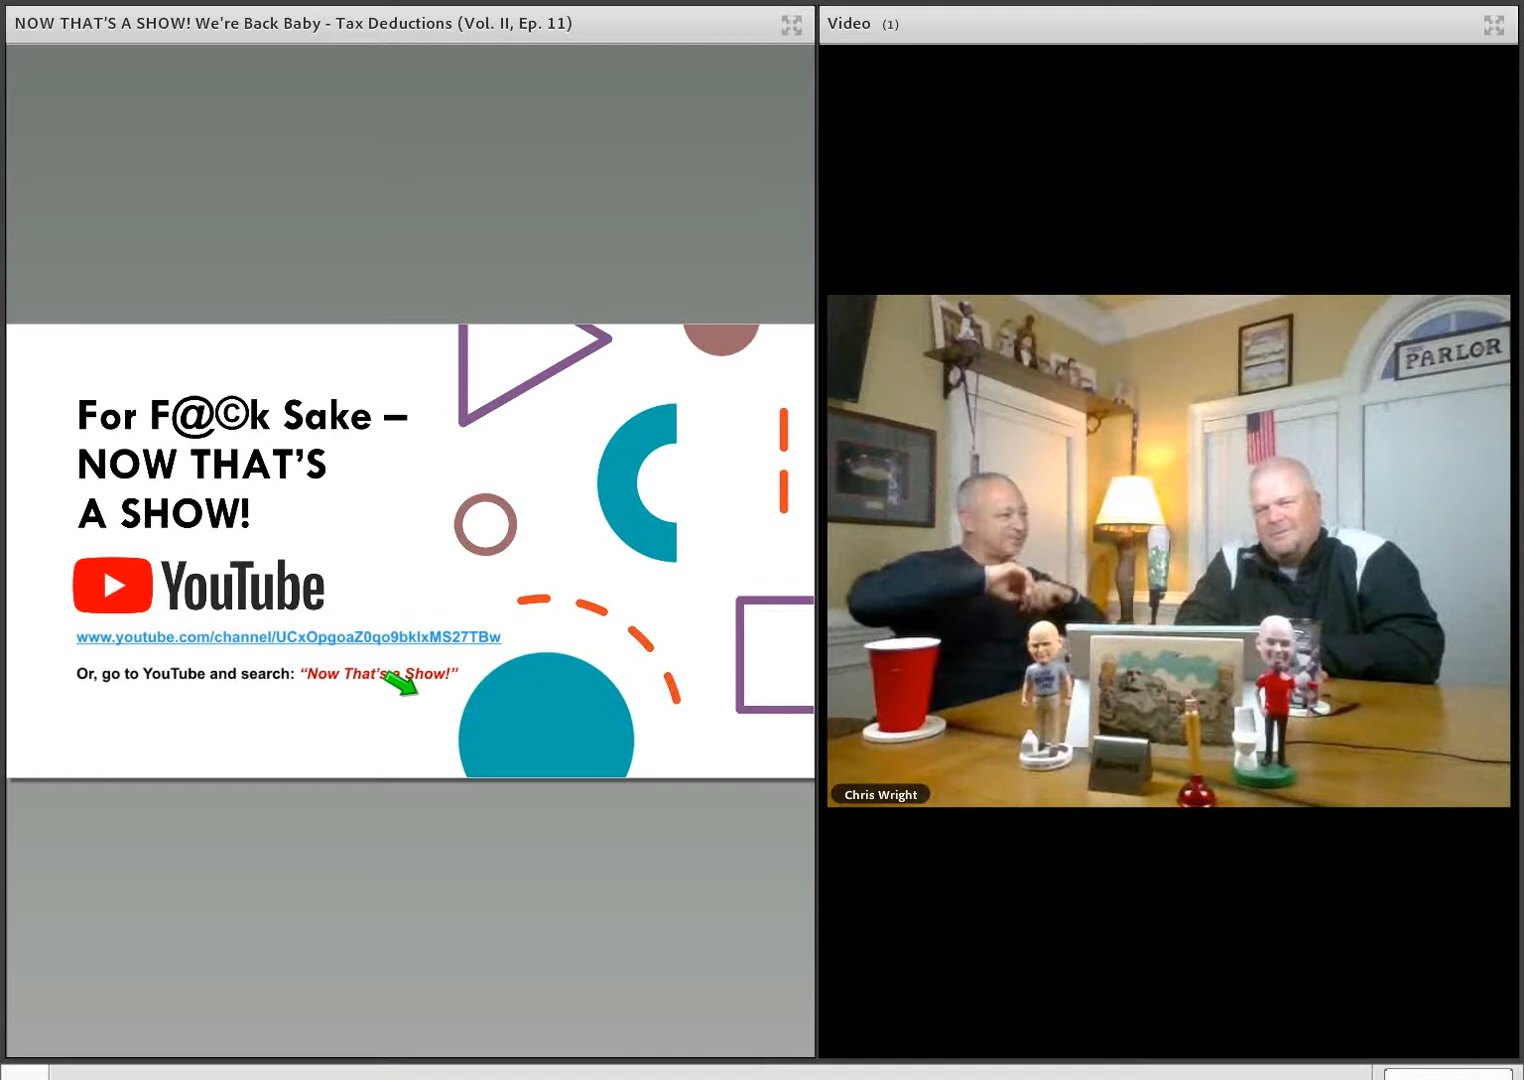 NOW THAT'S A SHOW! We're Back Baby - Tax Deductions (Vol. II, Ep. 11)
Video (1)
For F@©k Sake –
NOW THAT'S
A SHOW!
YouTube
www.youtube.com/channel/UCxOpgoaZ0qo9bklxMS27TBw
Or, go to YouTube and search: "Now That's a Show!"
PARLOR
Chris Wright